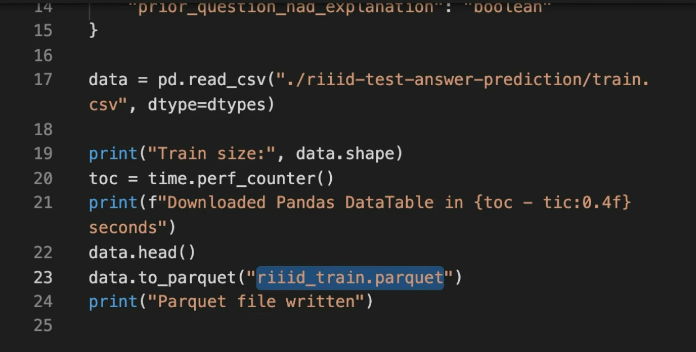 14 "prior_question_nad_explanation": "boolean"
15 }
16
17 data = pd.read_csv("./riiid-test-answer-prediction/train.
csv", dtype=dtypes)
18
19 print("Train size:", data.shape)
20 toc = time.perf_counter()
21 print(f"Downloaded Pandas DataTable in {toc - tic:0.4f}
seconds")
22 data.head()
23 data.to_parquet("riiid_train.parquet")
24 print("Parquet file written")
25